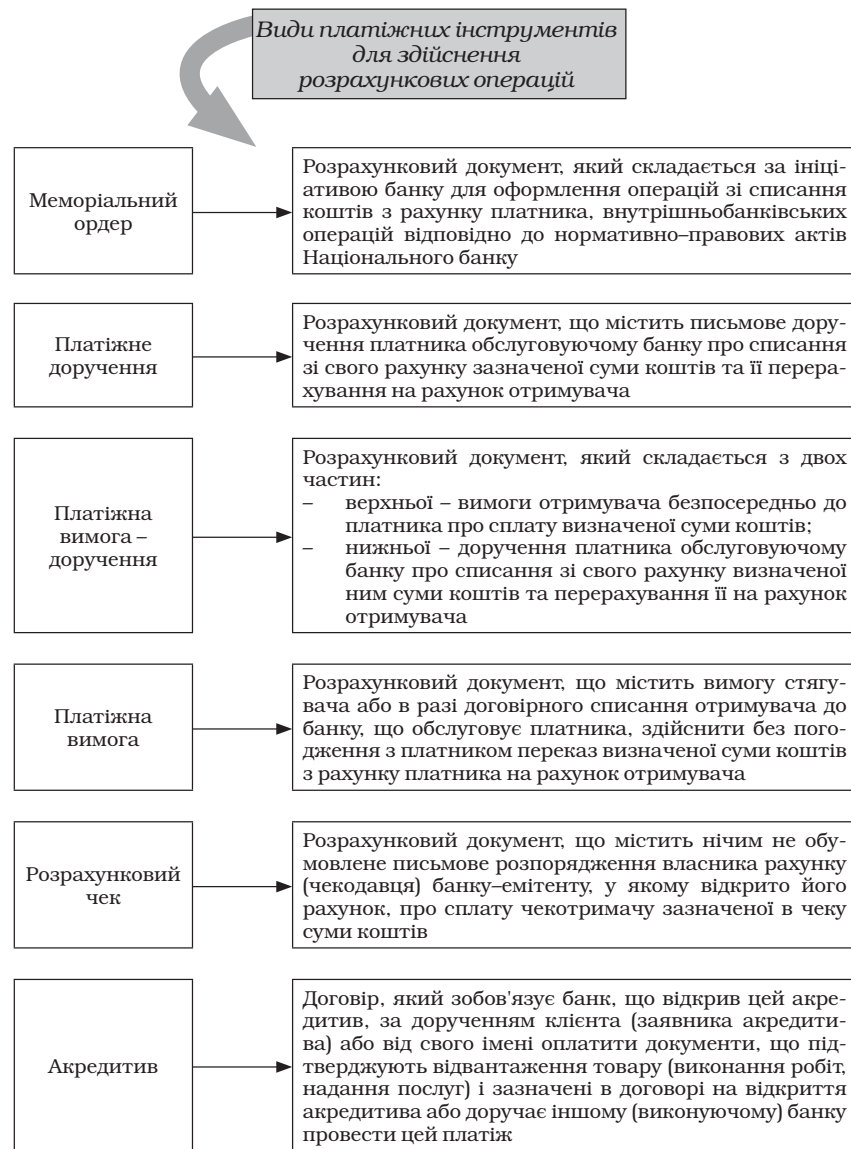 Види платіжних інструментів
для здійснення
розрахункових операцій
Меморіальний
ордер
Розрахунковий документ, який складається за ініці-
ативою банку для оформлення операцій зі списання
коштів з рахунку платника, внутрішньобанківських
операцій відповідно до нормативно–правових актів
Національного банку
Платіжне
доручення
Розрахунковий документ, що містить письмове дору-
чення платника обслуговуючому банку про списання
зі свого рахунку зазначеної суми коштів та її перера-
хування на рахунок отримувача
Платіжна
вимога –
доручення
Розрахунковий документ, який складається з двох
частин:
– верхньої – вимоги отримувача безпосередньо до
платника про сплату визначеної суми коштів;
– нижньої – доручення платника обслуговуючому
банку про списання зі свого рахунку визначеної
ним суми коштів та перерахування її на рахунок
отримувача
Платіжна
вимога
Розрахунковий документ, що містить вимогу стягу-
вача або в разі договірного списання отримувача до
банку, що обслуговує платника, здійснити без пого-
дження з платником переказ визначеної суми коштів
з рахунку платника на рахунок отримувача
Розрахунковий
чек
Розрахунковий документ, що містить нічим не обу-
мовлене письмове розпорядження власника рахунку
(чекодавця) банку–емітенту, у якому відкрито його
рахунок, про сплату чекотримачу зазначеної в чеку
суми коштів
Акредитив
Договір, який зобов'язує банк, що відкрив цей акре-
дитив, за дорученням клієнта (заявника акредити-
ва) або від свого імені оплатити документи, що під-
тверджують відвантаження товару (виконання робіт,
надання послуг) і зазначені в договорі на відкриття
акредитива або доручає іншому (виконуючому) банку
провести цей платіж